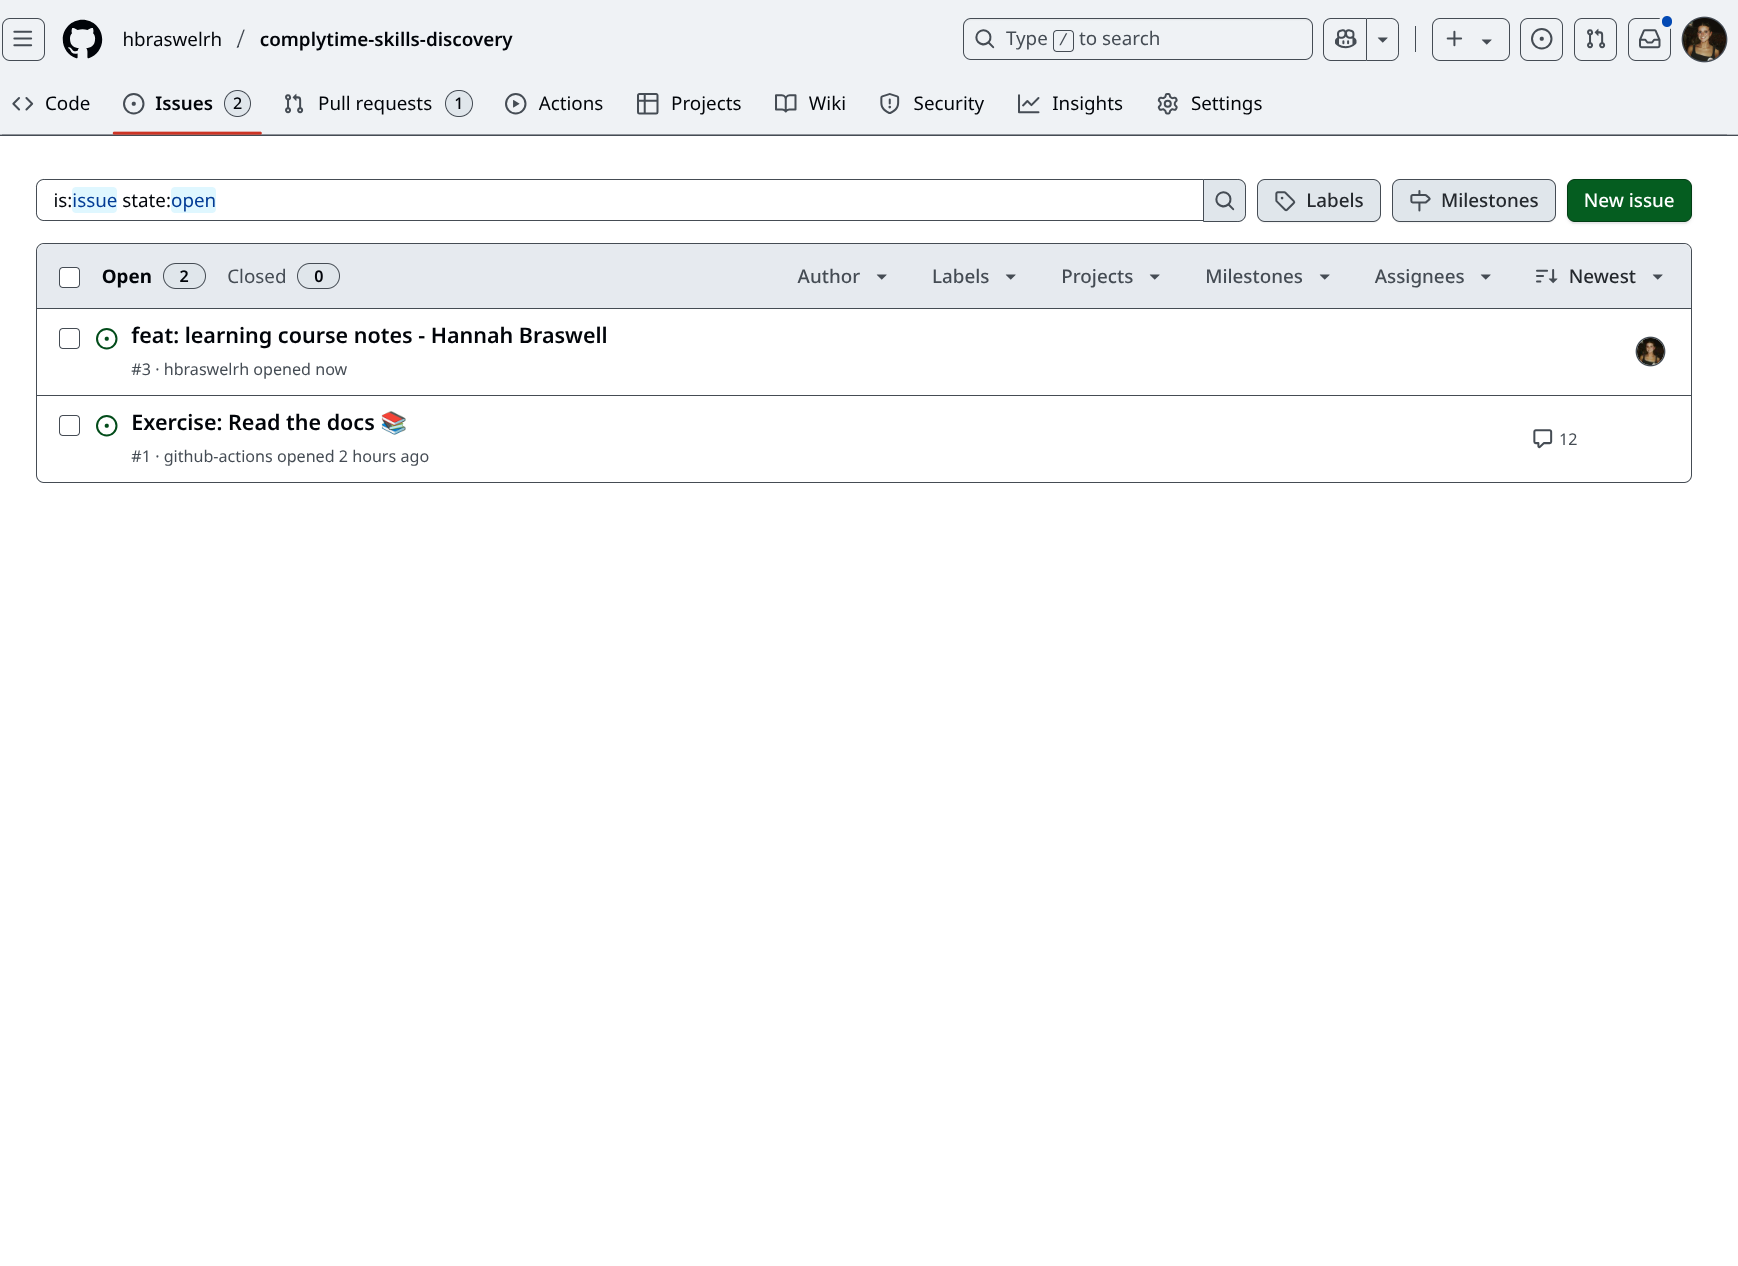 hbraswelrh / complytime-skills-discovery
Type / to search
Code
Issues 2
Pull requests 1
Actions
Projects
Wiki
Security
Insights
Settings
is:issue state:open
Labels
Milestones
New issue
Open 2
Closed 0
Author
Labels
Projects
Milestones
Assignees
Newest
feat: learning course notes - Hannah Braswell
#3 · hbraswelrh opened now
Exercise: Read the docs 📚
#1 · github-actions opened 2 hours ago
12